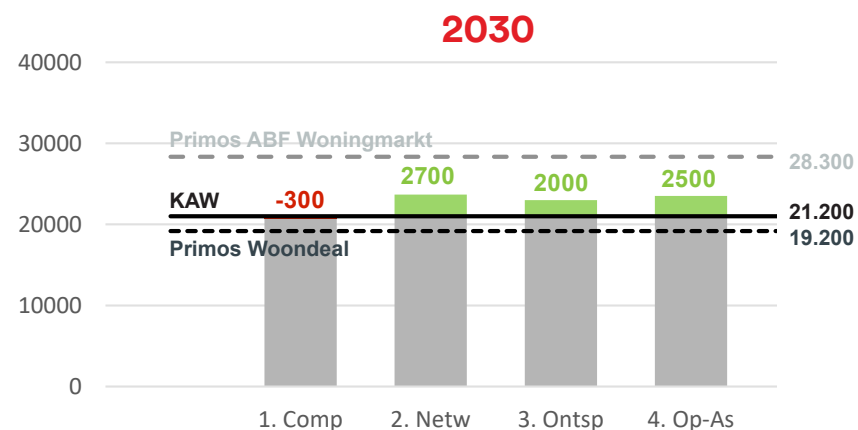 2030
40000
30000
20000
10000
0
Primos ABF Woningmarkt
28.300
KAW
21.200
Primos Woondeal
19.200
-300
2700
2000
2500
1. Comp
2. Netw
3. Ontsp
4. Op-As